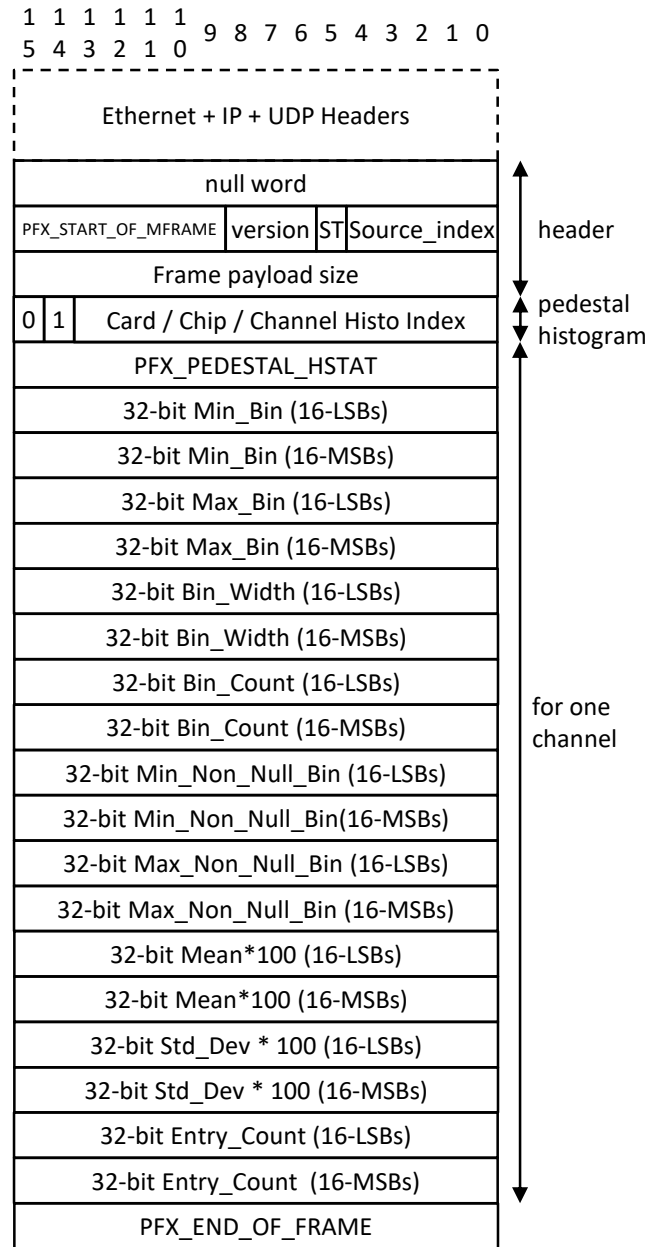 1 1 1 1 1 1 9 8 7 6 5 4 3 2 1 0
5 4 3 2 1 0
Ethernet + IP + UDP Headers
null word
PFX_START_OF_MFRAME version ST Source_index
header
Frame payload size
0 1 Card / Chip / Channel Histo Index
pedestal
histogram
PFX_PEDESTAL_HSTAT
32-bit Min_Bin (16-LSBs)
32-bit Min_Bin (16-MSBs)
32-bit Max_Bin (16-LSBs)
32-bit Max_Bin (16-MSBs)
32-bit Bin_Width (16-LSBs)
32-bit Bin_Width (16-MSBs)
32-bit Bin_Count (16-LSBs)
32-bit Bin_Count (16-MSBs)
for one
channel
32-bit Min_Non_Null_Bin (16-LSBs)
32-bit Min_Non_Null_Bin(16-MSBs)
32-bit Max_Non_Null_Bin (16-LSBs)
32-bit Max_Non_Null_Bin (16-MSBs)
32-bit Mean*100 (16-LSBs)
32-bit Mean*100 (16-MSBs)
32-bit Std_Dev * 100 (16-LSBs)
32-bit Std_Dev * 100 (16-MSBs)
32-bit Entry_Count (16-LSBs)
32-bit Entry_Count (16-MSBs)
PFX_END_OF_FRAME